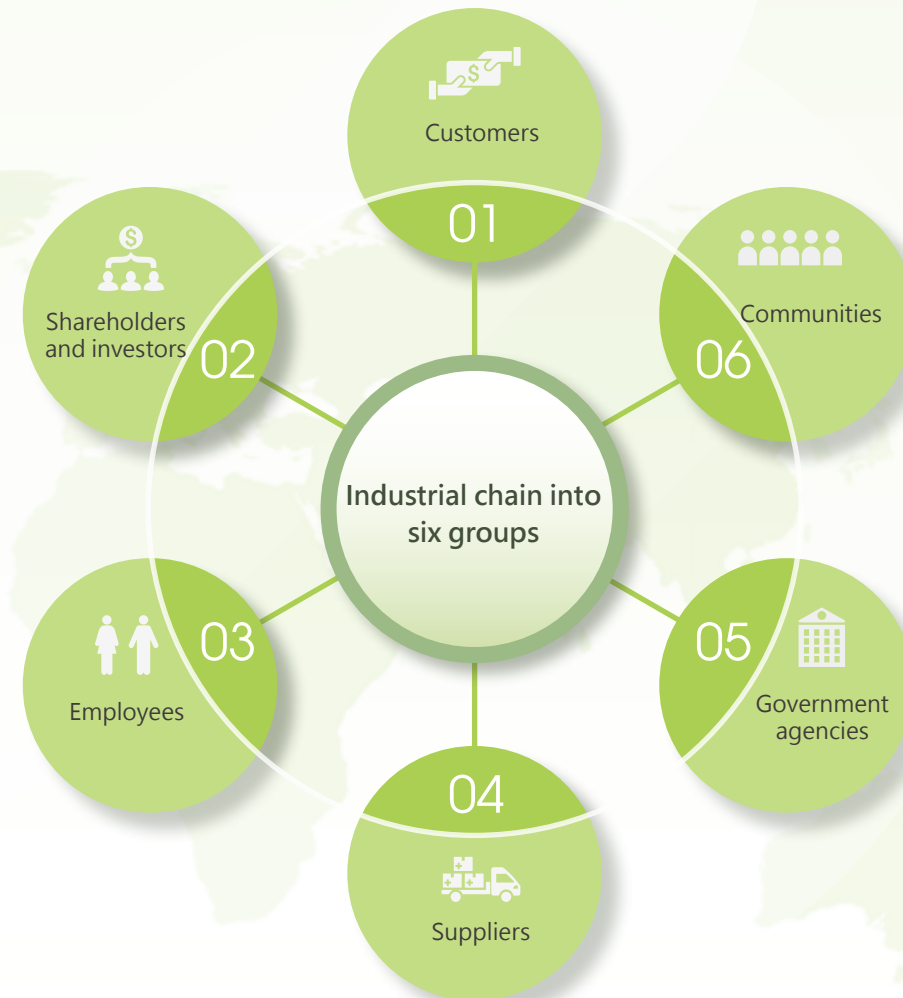 Customers
01
Shareholders
and investors
02
Communities
06
Industrial chain into
six groups
03
Employees
05
Government
agencies
04
Suppliers